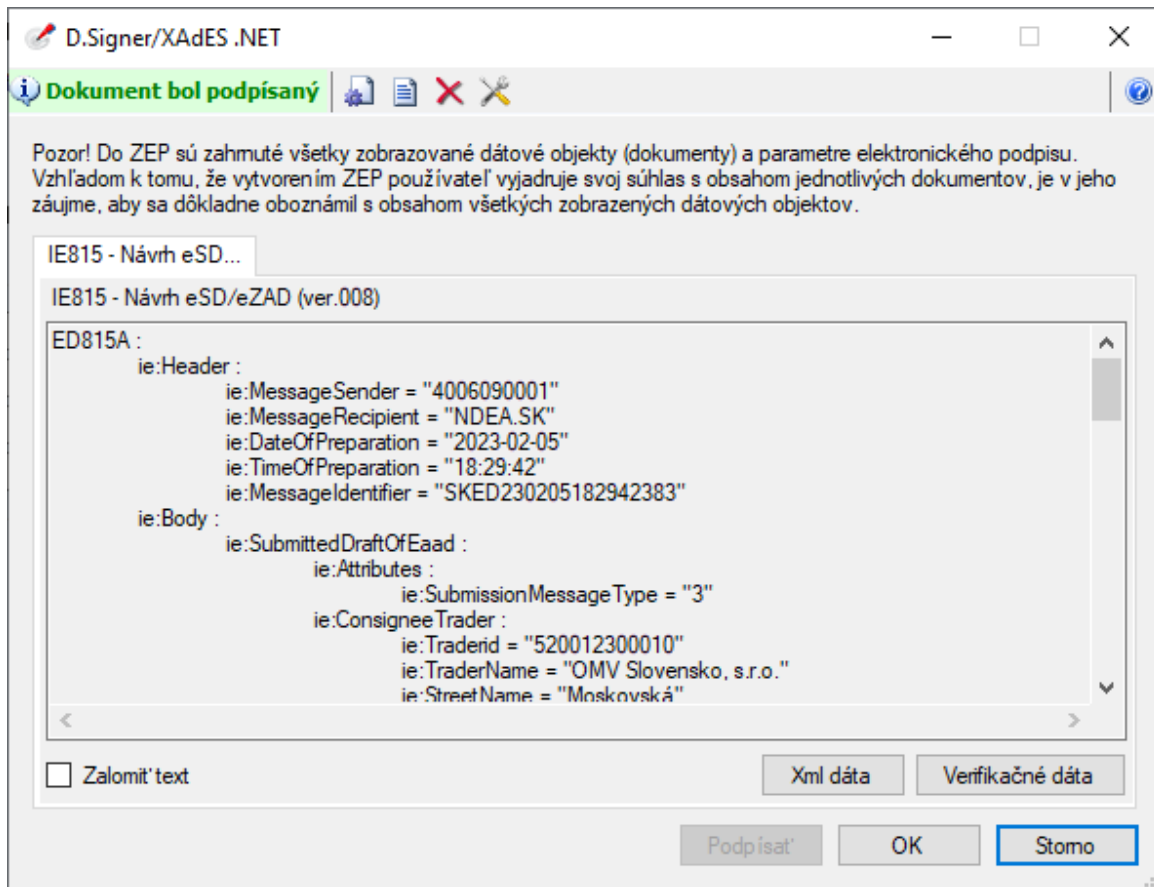 D.Signer/XAdES .NET
Dokument bol podpísaný
Pozor! Do ZEP sú zahrnuté všetky zobrazované dátové objekty (dokumenty) a parametre elektronického podpisu.
Vzhľadom k tomu, že vytvorením ZEP používateľ vyjadruje svoj súhlas s obsahom jednotlivých dokumentov, je v jeho
záujme, aby sa dôkladne oboznámil s obsahom všetkých zobrazených dátových objektov.
IE815 - Návrh eSD...
IE815 - Návrh eSD/eZAD (ver.008)
ED815A :
ie:Header :
ie:MessageSender = "4006090001"
ie:MessageRecipient = "NDEA.SK"
ie:DateOfPreparation = "2023-02-05"
ie:TimeOfPreparation = "18:29:42"
ie:MessageIdentifier = "SKED230205182942383"
ie:Body :
ie:SubmittedDraftOfEaad :
ie:Attributes :
ie:SubmissionMessageType = "3"
ie:ConsigneeTrader :
ie:Traderid = "520012300010"
ie:TraderName = "OMV Slovensko, s.r.o."
ie:StreetName = "Moskovská"
Zalomiť text
Xml dáta
Verifikačné dáta
Podpísať
OK
Storno